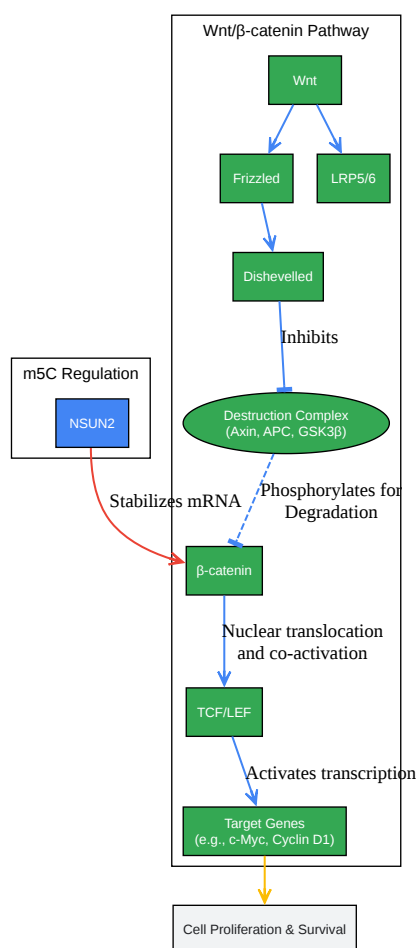 Wnt/β-catenin Pathway
Wnt
Frizzled
LRP5/6
Dishevelled
Inhibits
m5C Regulation
NSUN2
Destruction Complex
(Axin, APC, GSK3β)
Stabilizes mRNA
Phosphorylates for
Degradation
β-catenin
Nuclear translocation
and co-activation
TCF/LEF
Activates transcription
Target Genes
(e.g., c-Myc, Cyclin D1)
Cell Proliferation & Survival